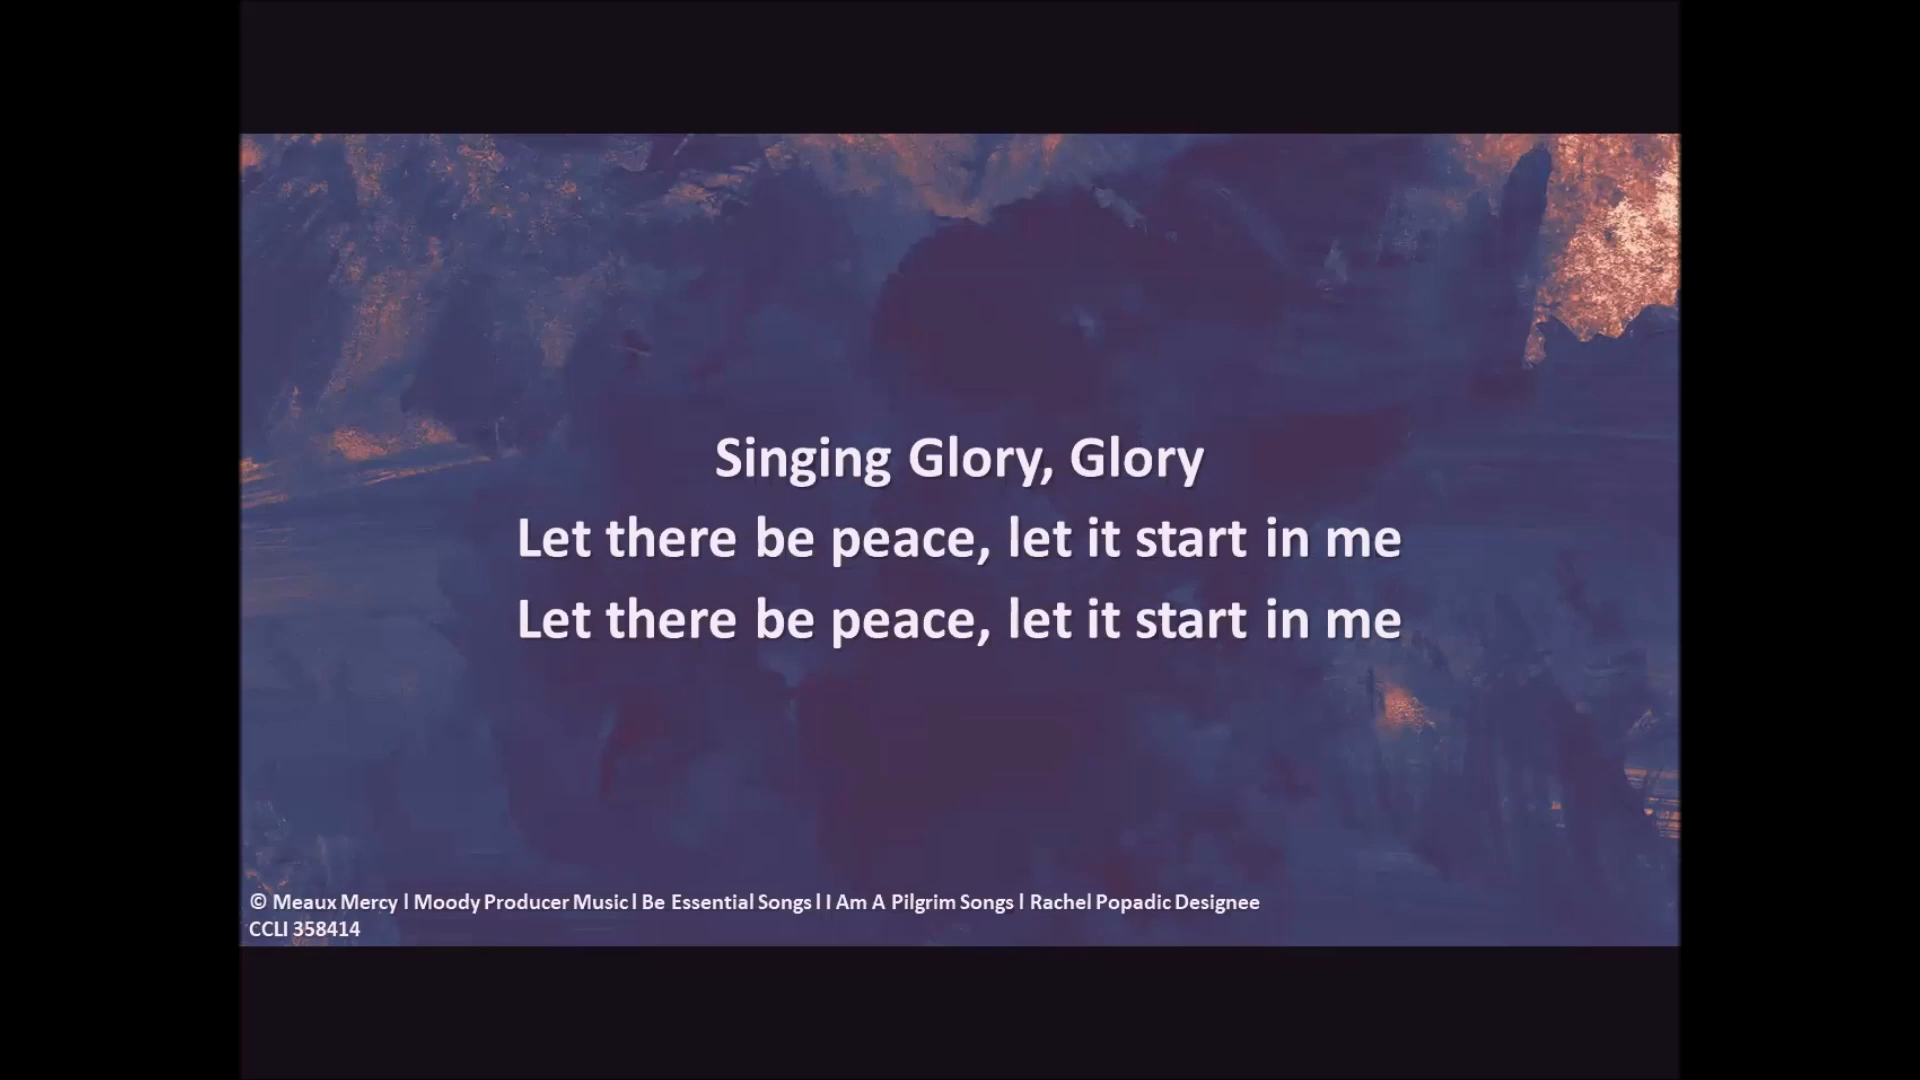 Singing Glory, Glory
Let there be peace, let it start in me
Let there be peace, let it start in me
© Meaux Mercy l Moody Producer Music l Be Essential Songs l I Am A Pilgrim Songs l Rachel Popadic Designee
CCLI 358414